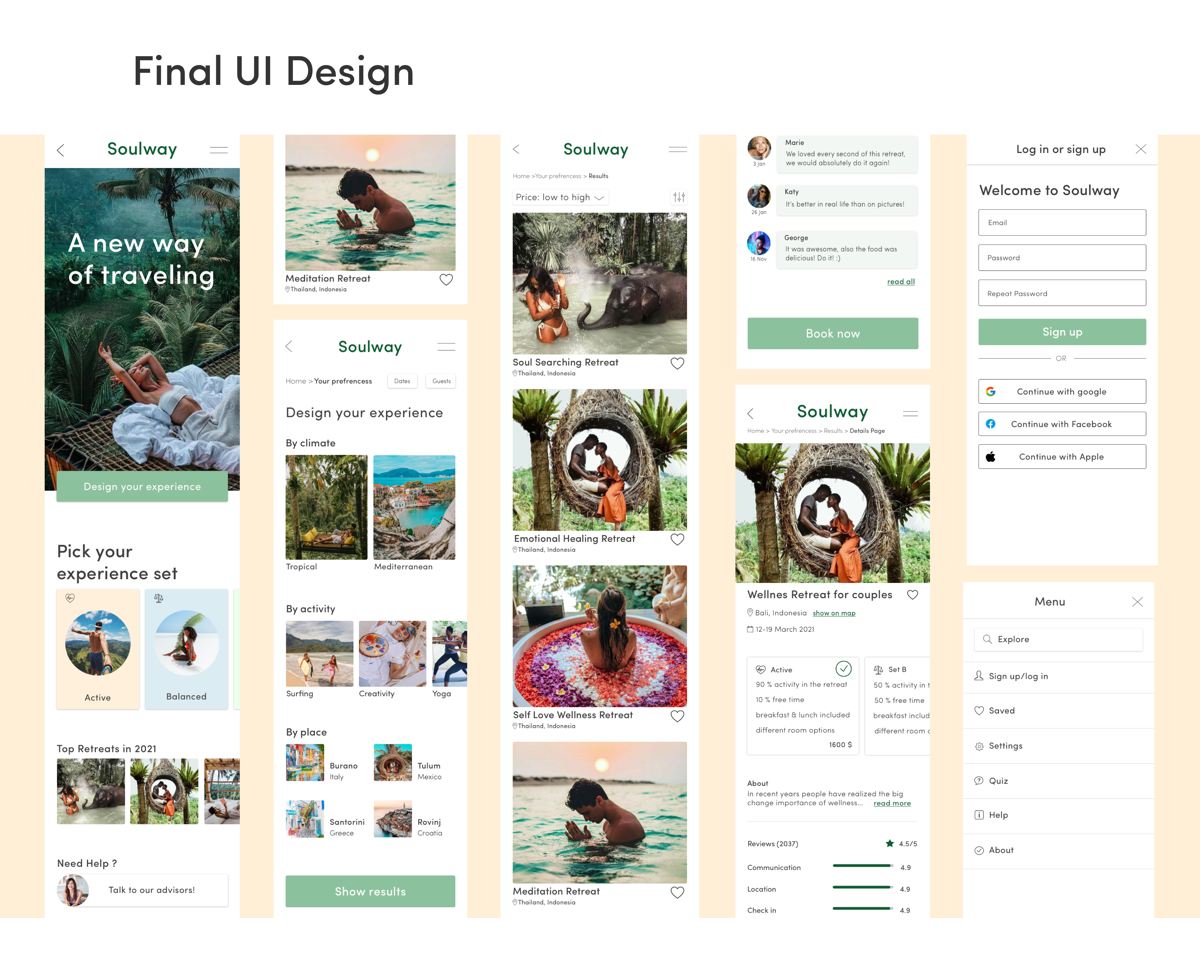 Final UI Design
Soulway
A new way
of traveling
Design your experience
Pick your
experience set
Active
Balanced
Top Retreats in 2021
Need Help ?
Talk to our advisors!
Meditation Retreat
Thailand, Indonesia
Soulway
Home > Your prefrencess
Dates
Guests
Design your experience
By climate
Tropical
Mediterranean
By activity
Surfing
Creativity
Yoga
By place
Burano
Italy
Tulum
Mexico
Santorini
Greece
Rovinj
Croatia
Show results
Soulway
Home >Your prefrencess > Results
Price: low to high
Soul Searching Retreat
Thailand, Indonesia
Emotional Healing Retreat
Thailand, Indonesia
Self Love Wellness Retreat
Thailand, Indonesia
Meditation Retreat
Thailand, Indonesia
Marie
We loved every second of this retreat,
we would absolutely do it again!
3 jan
Katy
It's better in real life than on pictures!
26 Jan
George
It was awesome, also the food was
delicious! Do it! :)
16 Nov
read all
Book now
Soulway
Home > Your prefrencess > Results > Details Page
Wellnes Retreat for couples
Bali, Indonesia
show on map
12-19 March 2021
Active
90 % activity in the retreat
10 % free time
breakfast & lunch included
different room options
1600 $
Set B
50 % activity in t
50 % free time
breakfast includ
different room o
About
In recent years people have realized the big
change importance of wellness...
read more
Reviews (2037)
4.5/5
Communication
4.9
Location
4.9
Check in
4.9
Log in or sign up
Welcome to Soulway
Email
Password
Repeat Password
Sign up
OR
Continue with google
Continue with Facebook
Continue with Apple
Menu
Explore
Sign up/log in
Saved
Settings
Quiz
Help
About